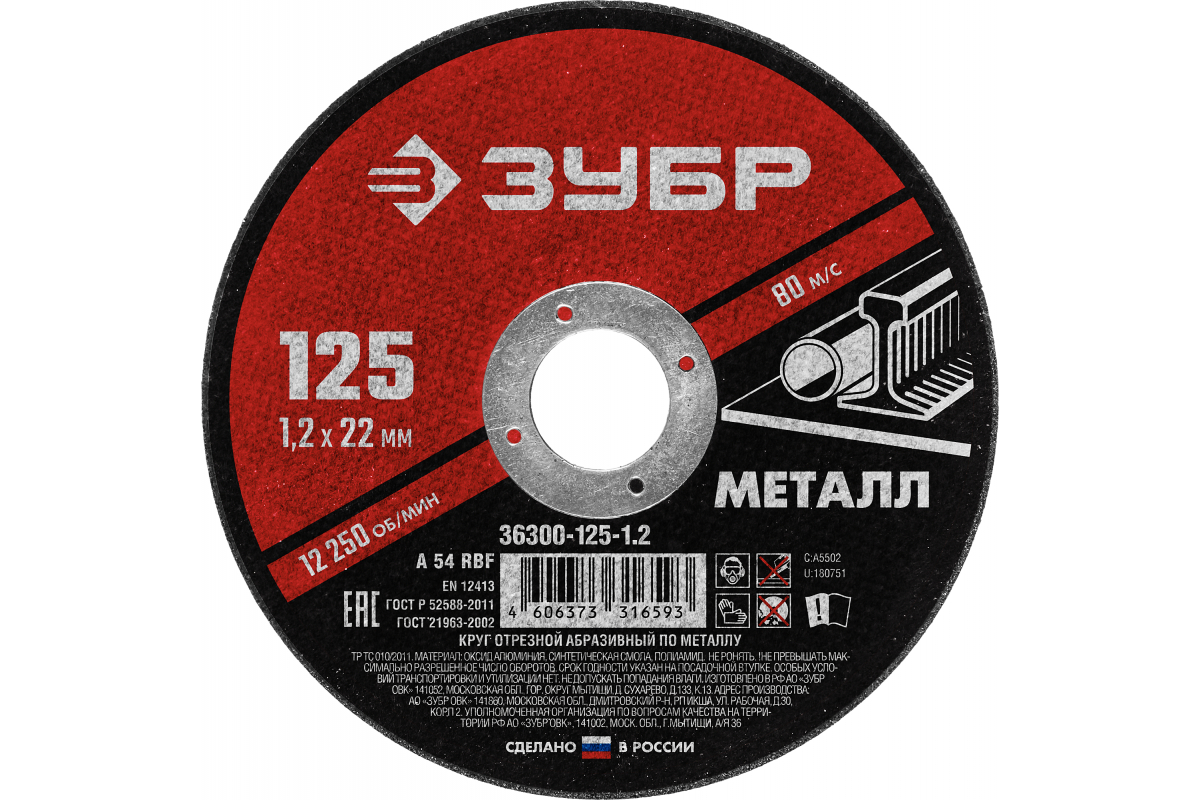 ЗУБР
80 М/С
125
1,2 x 22 мм
12 250 ОБ/МИН
МЕТАЛЛ
36300-125-1.2
A 54 RBF
EN 12413
ГОСТ Р 52588-2011
ГОСТ 21963-2002
EAC
4 606373 316593
C:A5502
U:180751
КРУГ ОТРЕЗНОЙ АБРАЗИВНЫЙ ПО МЕТАЛЛУ
ТР ТС 010/2011. МАТЕРИАЛ: ОКСИД АЛЮМИНИЯ, СИНТЕТИЧЕСКАЯ СМОЛА, ПОЛИАМИД. НЕ РОНЯТЬ. !НЕ ПРЕВЫШАТЬ МАК-
СИМАЛЬНО РАЗРЕШЕННОЕ ЧИСЛО ОБОРОТОВ. СРОК ГОДНОСТИ УКАЗАН НА ПОСАДОЧНОЙ ВТУЛКЕ. ОСОБЫХ УСЛО-
ВИЙ ТРАНСПОРТИРОВКИ И УТИЛИЗАЦИИ НЕТ. НЕ ДОПУСКАТЬ ПОПАДАНИЯ ВЛАГИ. ИЗГОТОВЛЕНО В РФ АО «ЗУБР
ОВК» 141052, МОСКОВСКАЯ ОБЛ., ГОР. ОКРУГ МЫТИЩИ, Д. СУХАРЕВО, Д.133, К.13. АДРЕС ПРОИЗВОДСТВА:
АО «ЗУБР ОВК» 141860, МОСКОВСКАЯ ОБЛ., ДМИТРОВСКИЙ Р-Н, РП ИКША, УЛ. РАБОЧАЯ, Д.30,
КОРП 2. УПОЛНОМОЧЕННАЯ ОРГАНИЗАЦИЯ ПО ВОПРОСАМ КАЧЕСТВА НА ТЕРРИ-
ТОРИИ РФ АО «ЗУБР ОВК», 141002, МОСК. ОБЛ., Г.МЫТИЩИ, А/Я 36
СДЕЛАНО В РОССИИ